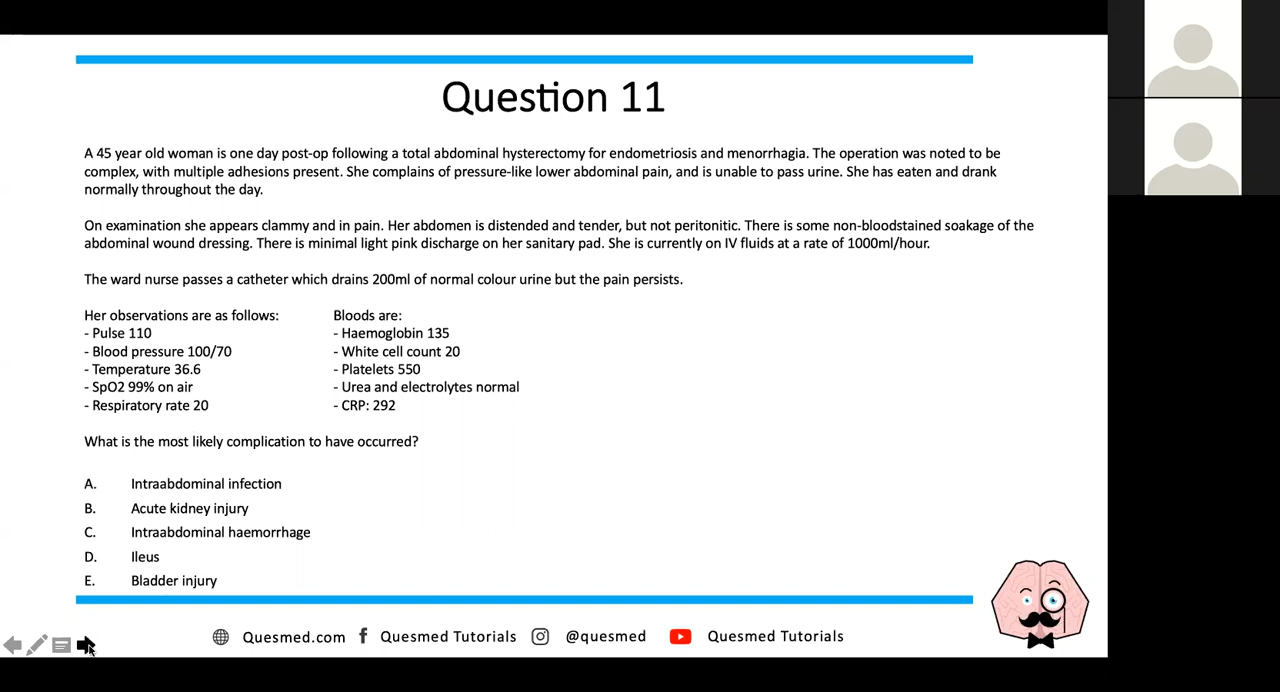 Question 11
A 45 year old woman is one day post-op following a total abdominal hysterectomy for endometriosis and menorrhagia. The operation was noted to be
complex, with multiple adhesions present. She complains of pressure-like lower abdominal pain, and is unable to pass urine. She has eaten and drank
normally throughout the day.
On examination she appears clammy and in pain. Her abdomen is distended and tender, but not peritonitic. There is some non-bloodstained soakage of the
abdominal wound dressing. There is minimal light pink discharge on her sanitary pad. She is currently on IV fluids at a rate of 1000ml/hour.
The ward nurse passes a catheter which drains 200ml of normal colour urine but the pain persists.
Her observations are as follows:
- Pulse 110
- Blood pressure 100/70
- Temperature 36.6
- SpO2 99% on air
- Respiratory rate 20
Bloods are:
- Haemoglobin 135
- White cell count 20
- Platelets 550
- Urea and electrolytes normal
- CRP: 292
What is the most likely complication to have occurred?
A. Intraabdominal infection
B. Acute kidney injury
C. Intraabdominal haemorrhage
D. Ileus
E. Bladder injury
Quesmed.com f Quesmed Tutorials @quesmed Quesmed Tutorials